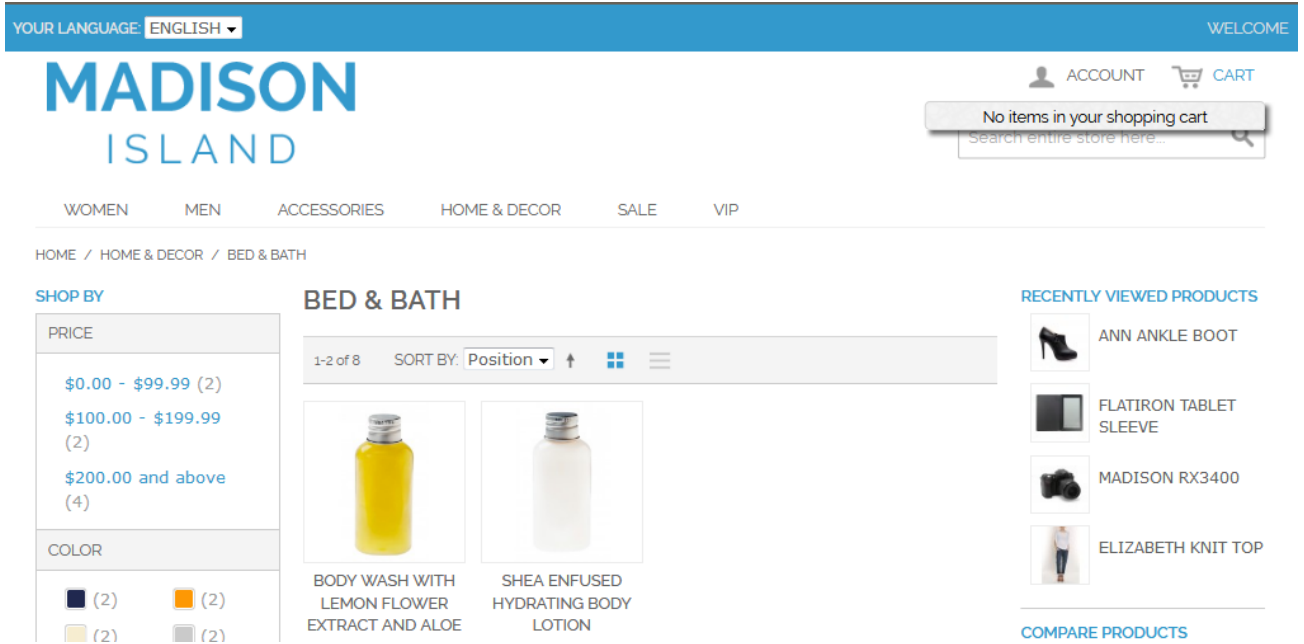 YOUR LANGUAGE: ENGLISH
WELCOME
MADISON
ISLAND
ACCOUNT
CART
No items in your shopping cart
Search entire store here...
WOMEN MEN ACCESSORIES HOME & DECOR SALE VIP
HOME / HOME & DECOR / BED & BATH
SHOP BY
PRICE
$0.00 - $99.99 (2)
$100.00 - $199.99
(2)
$200.00 and above
(4)
COLOR
(2) (2)
(2) (2)
BED & BATH
1-2 of 8 SORT BY: Position
BODY WASH WITH
LEMON FLOWER
EXTRACT AND ALOE
SHEA ENFUSED
HYDRATING BODY
LOTION
RECENTLY VIEWED PRODUCTS
ANN ANKLE BOOT
FLATIRON TABLET
SLEEVE
MADISON RX3400
ELIZABETH KNIT TOP
COMPARE PRODUCTS